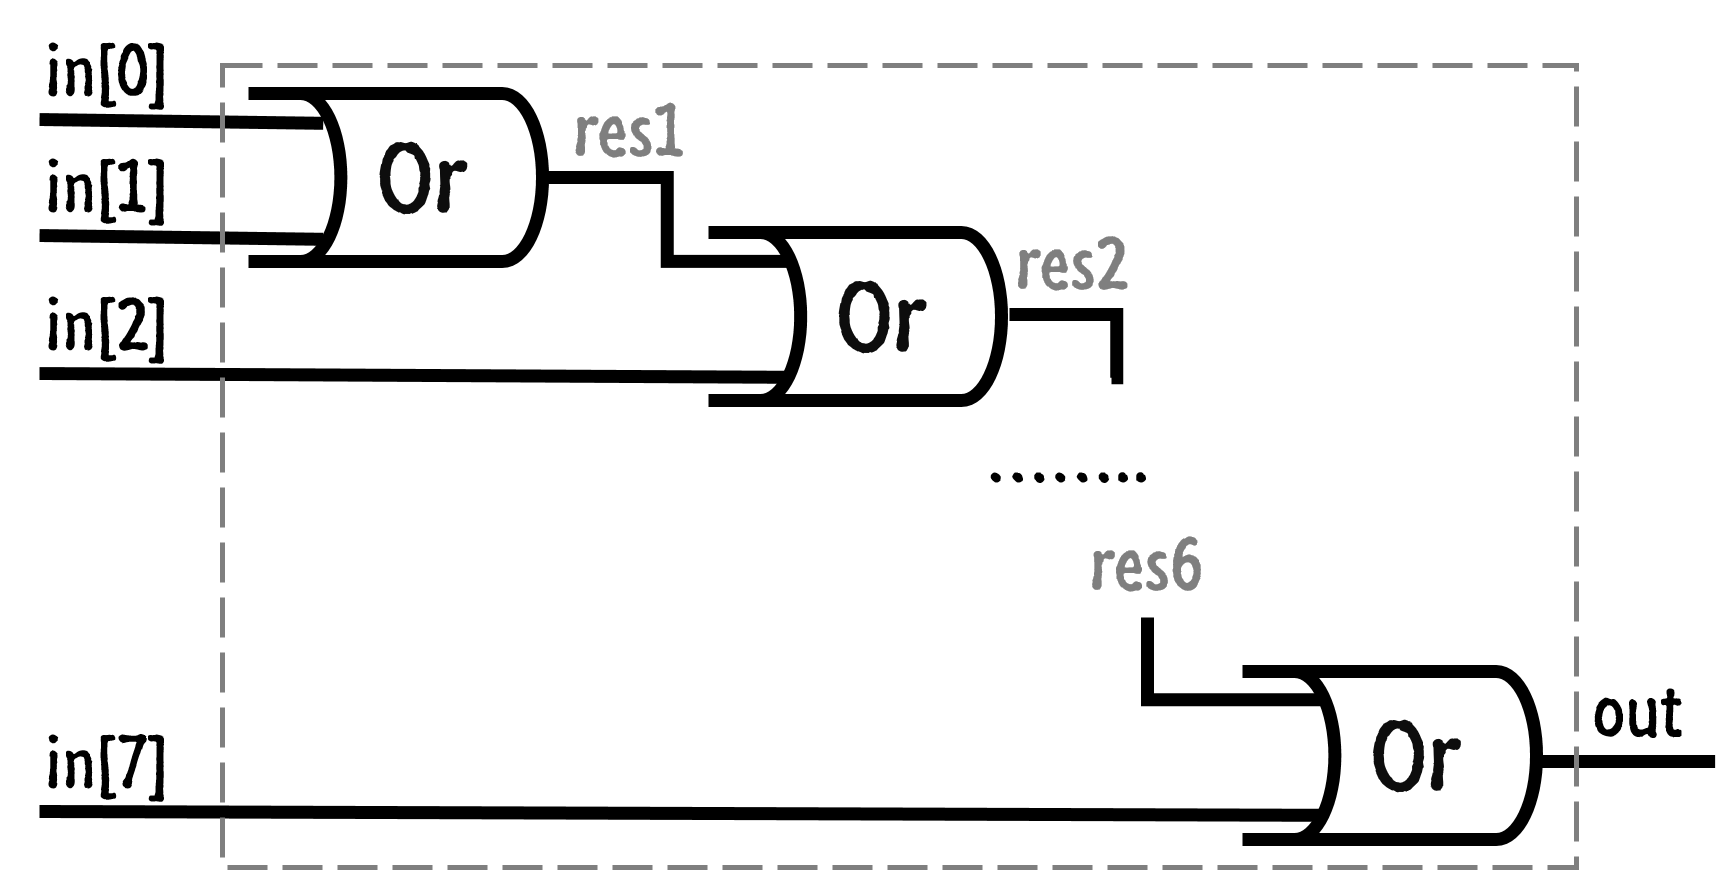 in[0]
in[1]
Or
res1
in[2]
Or
res2
........
res6
in[7]
Or
out